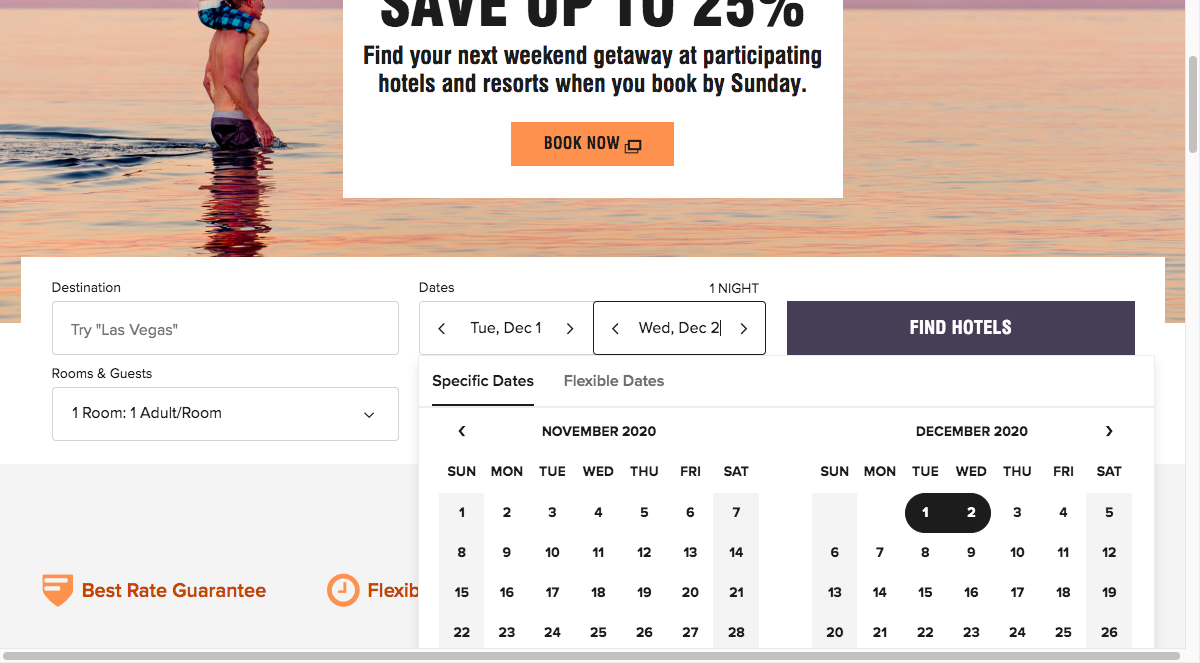 SAVE UP TO 25%
Find your next weekend getaway at participating
hotels and resorts when you book by Sunday.
BOOK NOW
Destination
Try "Las Vegas"
Dates
1 NIGHT
Tue, Dec 1
Wed, Dec 2
FIND HOTELS
Rooms & Guests
1 Room: 1 Adult/Room
Specific Dates
Flexible Dates
NOVEMBER 2020
SUN MON TUE WED THU FRI SAT
1 2 3 4 5 6 7
8 9 10 11 12 13 14
15 16 17 18 19 20 21
22 23 24 25 26 27 28
DECEMBER 2020
SUN MON TUE WED THU FRI SAT
1 2 3 4 5
6 7 8 9 10 11 12
13 14 15 16 17 18 19
20 21 22 23 24 25 26
Best Rate Guarantee
Flexib